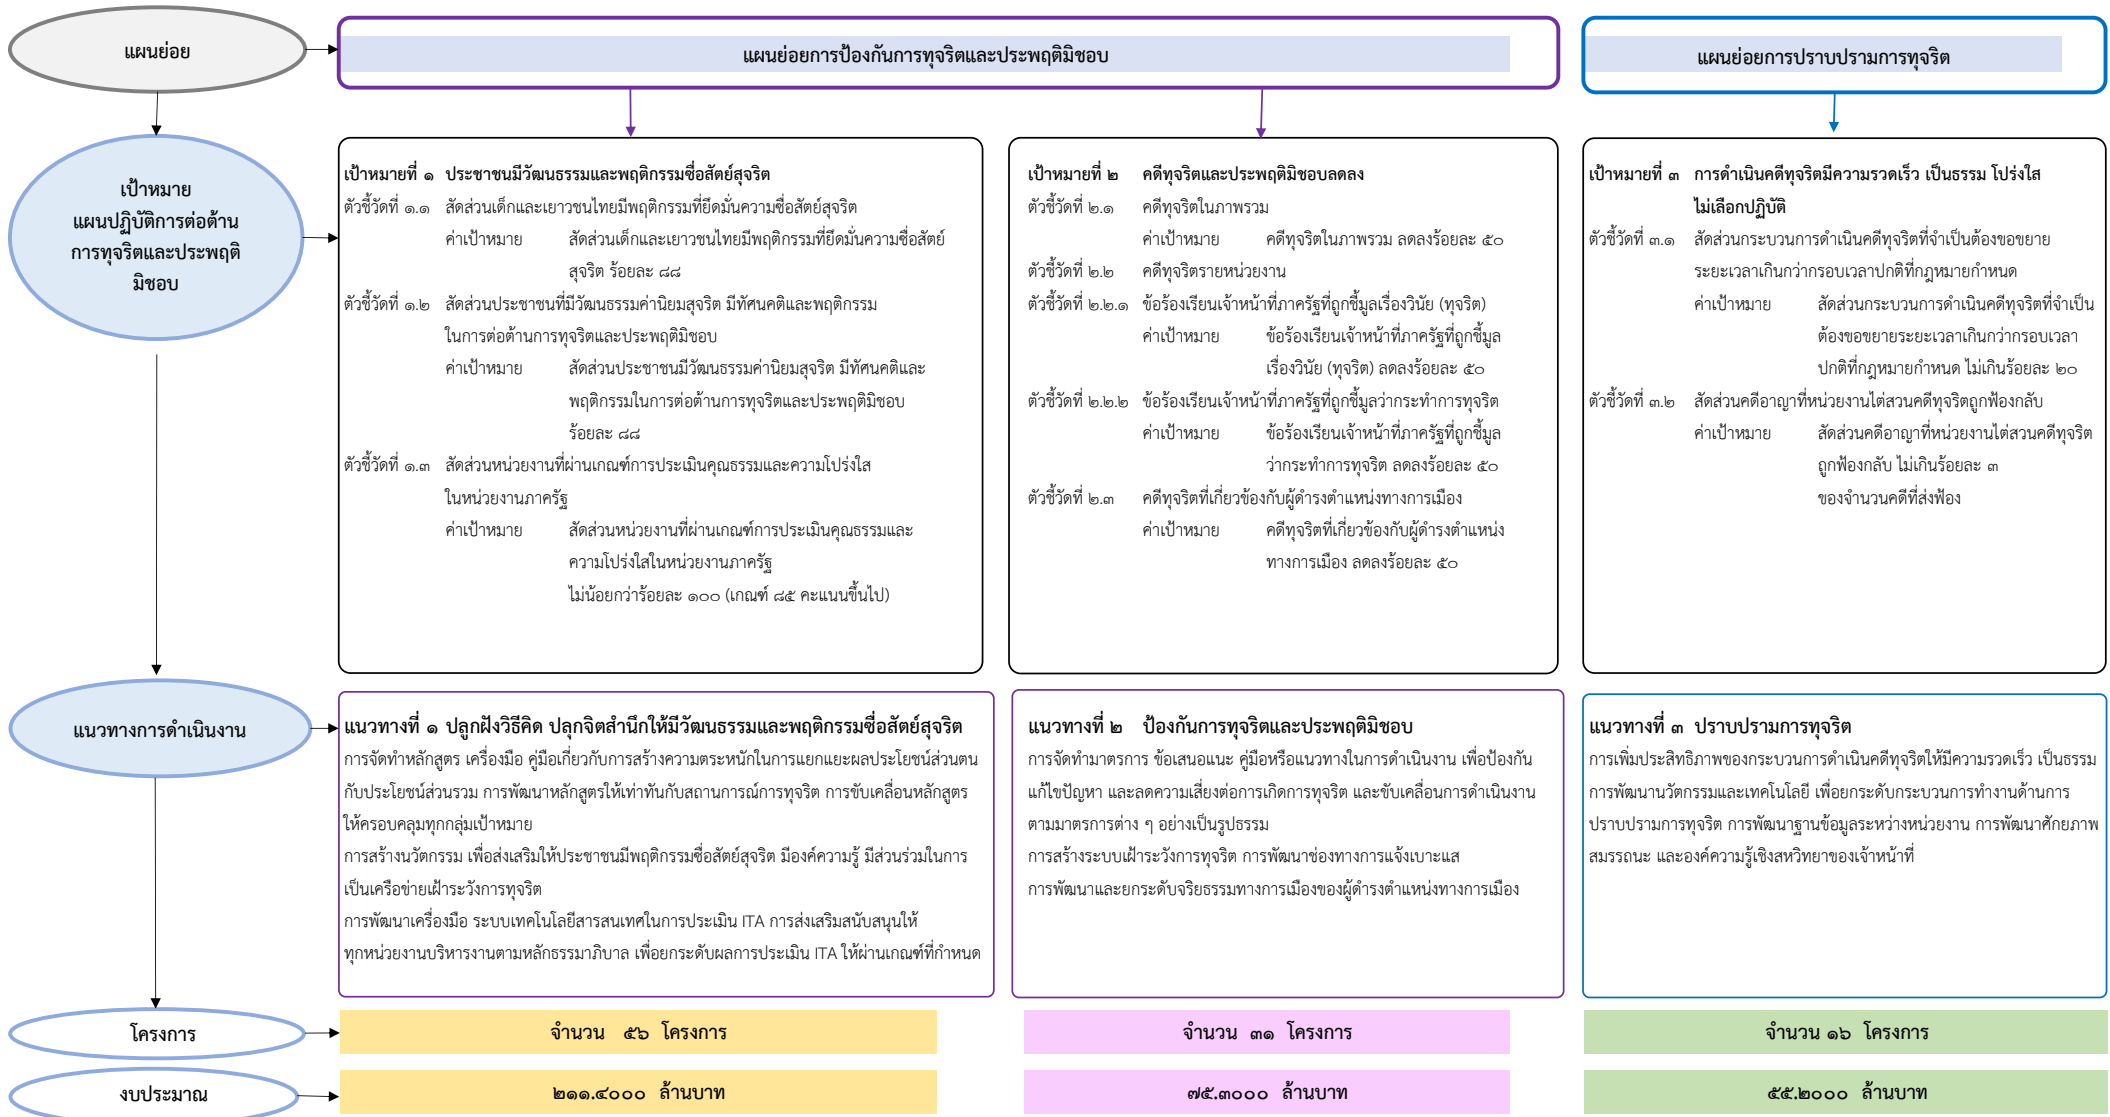 แผนย่อย
แผนย่อยการป้องกันการทุจริตและประพฤติมิชอบ
แผนย่อยการปราบปรามการทุจริต
เป้าหมาย
แผนปฏิบัติการต่อต้าน
การทุจริตและประพฤติ
มิชอบ
เป้าหมายที่ ๑ ประชาชนมีวัฒนธรรมและพฤติกรรมซื่อสัตย์สุจริต
ตัวชี้วัดที่ ๑.๑ สัดส่วนเด็กและเยาวชนไทยมีพฤติกรรมที่ยึดมั่นความซื่อสัตย์สุจริต
ค่าเป้าหมาย สัดส่วนเด็กและเยาวชนไทยมีพฤติกรรมที่ยึดมั่นความซื่อสัตย์
สุจริต ร้อยละ ๘๘
ตัวชี้วัดที่ ๑.๒ สัดส่วนประชาชนที่มีวัฒนธรรมค่านิยมสุจริต มีทัศนคติและพฤติกรรม
ในการต่อต้านการทุจริตและประพฤติมิชอบ
ค่าเป้าหมาย สัดส่วนประชาชนมีวัฒนธรรมค่านิยมสุจริต มีทัศนคติและ
พฤติกรรมในการต่อต้านการทุจริตและประพฤติมิชอบ
ร้อยละ ๘๘
ตัวชี้วัดที่ ๑.๓ สัดส่วนหน่วยงานที่ผ่านเกณฑ์การประเมินคุณธรรมและความโปร่งใส
ในหน่วยงานภาครัฐ
ค่าเป้าหมาย สัดส่วนหน่วยงานที่ผ่านเกณฑ์การประเมินคุณธรรมและ
ความโปร่งใสในหน่วยงานภาครัฐ
ไม่น้อยกว่าร้อยละ ๑๐๐ (เกณฑ์ ๘๕ คะแนนขึ้นไป)
เป้าหมายที่ ๒ คดีทุจริตและประพฤติมิชอบลดลง
ตัวชี้วัดที่ ๒.๑ คดีทุจริตในภาพรวม
ค่าเป้าหมาย คดีทุจริตในภาพรวม ลดลงร้อยละ ๕๐
ตัวชี้วัดที่ ๒.๒ คดีทุจริตรายหน่วยงาน
ตัวชี้วัดที่ ๒.๒.๑ ข้อร้องเรียนเจ้าหน้าที่ภาครัฐที่ถูกชี้มูลเรื่องวินัย (ทุจริต)
ค่าเป้าหมาย ข้อร้องเรียนเจ้าหน้าที่ภาครัฐที่ถูกชี้มูล
เรื่องวินัย (ทุจริต) ลดลงร้อยละ ๕๐
ตัวชี้วัดที่ ๒.๒.๒ ข้อร้องเรียนเจ้าหน้าที่ภาครัฐที่ถูกชี้มูลว่ากระทำการทุจริต
ค่าเป้าหมาย ข้อร้องเรียนเจ้าหน้าที่ภาครัฐที่ถูกชี้มูล
ว่ากระทำการทุจริต ลดลงร้อยละ ๕๐
ตัวชี้วัดที่ ๒.๓ คดีทุจริตที่เกี่ยวข้องกับผู้ดำรงตำแหน่งทางการเมือง
ค่าเป้าหมาย คดีทุจริตที่เกี่ยวข้องกับผู้ดำรงตำแหน่ง
ทางการเมือง ลดลงร้อยละ ๕๐
เป้าหมายที่ ๓ การดำเนินคดีทุจริตมีความรวดเร็ว เป็นธรรม โปร่งใส
ไม่เลือกปฏิบัติ
ตัวชี้วัดที่ ๓.๑ สัดส่วนกระบวนการดำเนินคดีทุจริตที่จำเป็นต้องขอขยาย
ระยะเวลาเกินกว่ากรอบเวลาปกติที่กฎหมายกำหนด
ค่าเป้าหมาย สัดส่วนกระบวนการดำเนินคดีทุจริตที่จำเป็น
ต้องขอขยายระยะเวลาเกินกว่ากรอบเวลา
ปกติที่กฎหมายกำหนด ไม่เกินร้อยละ ๒๐
ตัวชี้วัดที่ ๓.๒ สัดส่วนคดีอาญาที่หน่วยงานไต่สวนคดีทุจริตถูกฟ้องกลับ
ค่าเป้าหมาย สัดส่วนคดีอาญาที่หน่วยงานไต่สวนคดีทุจริต
ถูกฟ้องกลับ ไม่เกินร้อยละ ๓
ของจำนวนคดีที่ส่งฟ้อง
แนวทางการดำเนินงาน
แนวทางที่ ๑ ปลูกฝังวิธีคิด ปลุกจิตสำนึกให้มีวัฒนธรรมและพฤติกรรมซื่อสัตย์สุจริต
การจัดทำหลักสูตร เครื่องมือ คู่มือเกี่ยวกับการสร้างความตระหนักในการแยกแยะผลประโยชน์ส่วนตน
กับประโยชน์ส่วนรวม การพัฒนาหลักสูตรให้เท่าทันกับสถานการณ์การทุจริต การขับเคลื่อนหลักสูตร
ให้ครอบคลุมทุกกลุ่มเป้าหมาย
การสร้างนวัตกรรม เพื่อส่งเสริมให้ประชาชนมีพฤติกรรมซื่อสัตย์สุจริต มีองค์ความรู้ มีส่วนร่วมในการ
เป็นเครือข่ายเฝ้าระวังการทุจริต
การพัฒนาเครื่องมือ ระบบเทคโนโลยีสารสนเทศในการประเมิน ITA การส่งเสริมสนับสนุนให้
ทุกหน่วยงานบริหารงานตามหลักธรรมาภิบาล เพื่อยกระดับผลการประเมิน ITA ให้ผ่านเกณฑ์ที่กำหนด
แนวทางที่ ๒ ป้องกันการทุจริตและประพฤติมิชอบ
การจัดทำมาตรการ ข้อเสนอแนะ คู่มือหรือแนวทางในการดำเนินงาน เพื่อป้องกัน
แก้ไขปัญหา และลดความเสี่ยงต่อการเกิดการทุจริต และขับเคลื่อนการดำเนินงาน
ตามมาตรการต่าง ๆ อย่างเป็นรูปธรรม
การสร้างระบบเฝ้าระวังการทุจริต การพัฒนาช่องทางการแจ้งเบาะแส
การพัฒนาและยกระดับจริยธรรมทางการเมืองของผู้ดำรงตำแหน่งทางการเมือง
แนวทางที่ ๓ ปราบปรามการทุจริต
การเพิ่มประสิทธิภาพของกระบวนการดำเนินคดีทุจริตให้มีความรวดเร็ว เป็นธรรม
การพัฒนานวัตกรรมและเทคโนโลยี เพื่อยกระดับกระบวนการทำงานด้านการ
ปราบปรามการทุจริต การพัฒนาฐานข้อมูลระหว่างหน่วยงาน การพัฒนาศักยภาพ
สมรรถนะ และองค์ความรู้เชิงสหวิทยาของเจ้าหน้าที่
โครงการ
จำนวน ๕๖ โครงการ
จำนวน ๓๑ โครงการ
จำนวน ๑๖ โครงการ
งบประมาณ
๒๑๑.๔๐๐๐ ล้านบาท
๗๕.๓๐๐๐ ล้านบาท
๕๕.๒๐๐๐ ล้านบาท